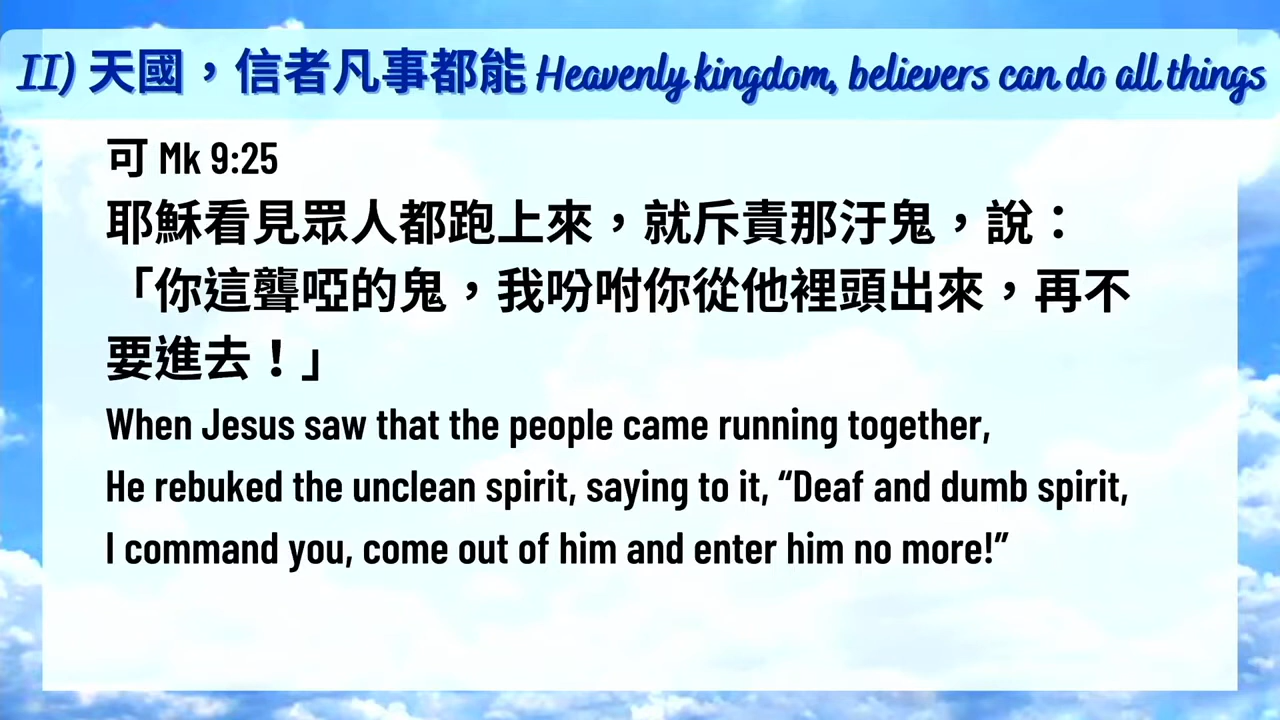 II) 天國，信者凡事都能 Heavenly kingdom, believers can do all things
可 Mk 9:25
耶穌看見眾人都跑上來，就斥責那汙鬼，說：
「你這聾啞的鬼，我吩咐你從他裡頭出來，再不
要進去！」
When Jesus saw that the people came running together,
He rebuked the unclean spirit, saying to it, “Deaf and dumb spirit,
I command you, come out of him and enter him no more!”